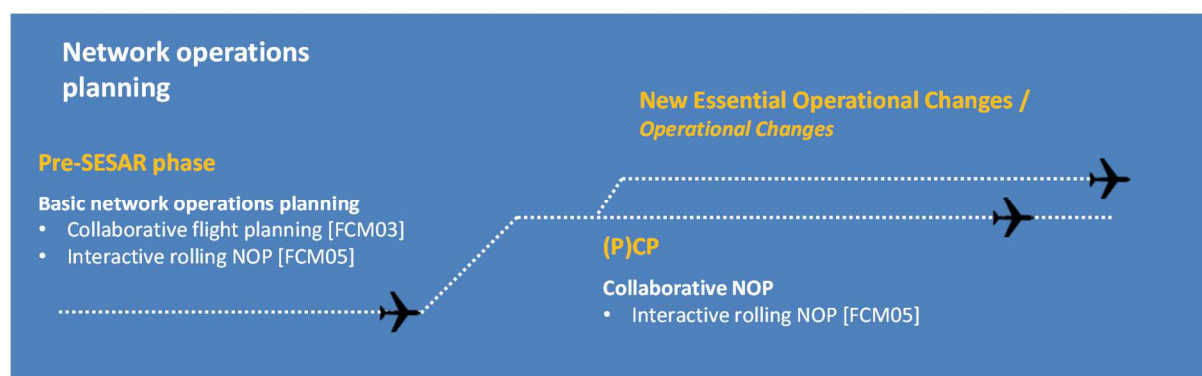 Network operations
planning
New Essential Operational Changes /
Operational Changes
Pre-SESAR phase
Basic network operations planning
• Collaborative flight planning [FCM03]
• Interactive rolling NOP [FCM05]
(P)CP
Collaborative NOP
• Interactive rolling NOP [FCM05]